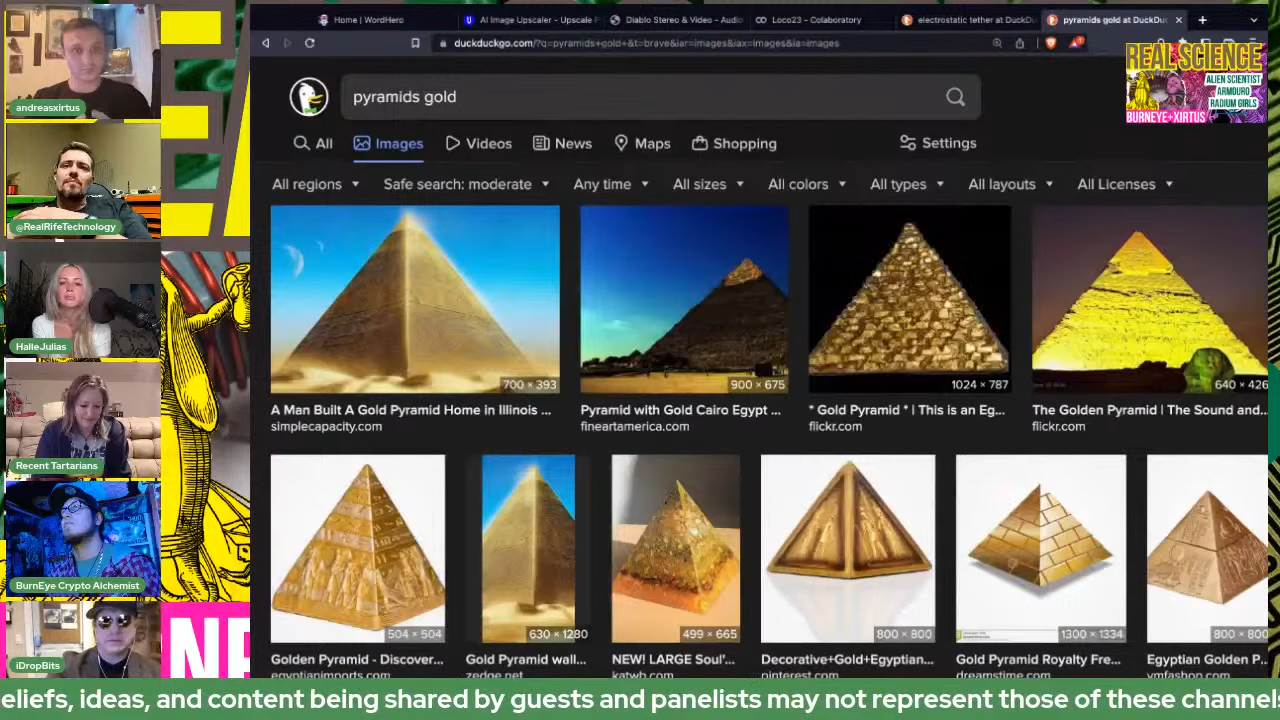 andreasxirtus
@RealRifeTechnology
HalleJulias
Recent Tartarians
BurnEye Crypto Alchemist
iDropBits
Home | WordHero
AI Image Upscaler - Upscale P
Diablo Stereo & Video - Audio
Loco23 - Colaboratory
electrostatic tether at DuckDu
pyramids gold at DuckDuc
duckduckgo.com/?q=pyramids+gold+&t=brave&iar=images&iax=images&ia=images
REAL SCIENCE
ALIEN SCIENTIST
ARMOURO
RADIUM GIRLS
BURNEYE+XIRTUS
pyramids gold
All Images Videos News Maps Shopping Settings
All regions Safe search: moderate Any time All sizes All colors All types All layouts All Licenses
700 × 393
900 × 675
1024 × 787
640 × 426
A Man Built A Gold Pyramid Home in Illinois ...
simplecapacity.com
Pyramid with Gold Cairo Egypt ...
fineartamerica.com
* Gold Pyramid * | This is an Eg...
flickr.com
The Golden Pyramid | The Sound and...
flickr.com
504 × 504
630 × 1280
499 × 665
800 × 800
1300 × 1334
800 × 800
Golden Pyramid - Discover...
egyptianimports.com
Gold Pyramid wall...
zedge.net
NEW! LARGE Soul'...
katwb.com
Decorative+Gold+Egyptian...
pinterest.com
Gold Pyramid Royalty Fre...
dreamstime.com
Egyptian Golden P...
vmfashon.com
eliefs, ideas, and content being shared by guests and panelists may not represent those of these channels